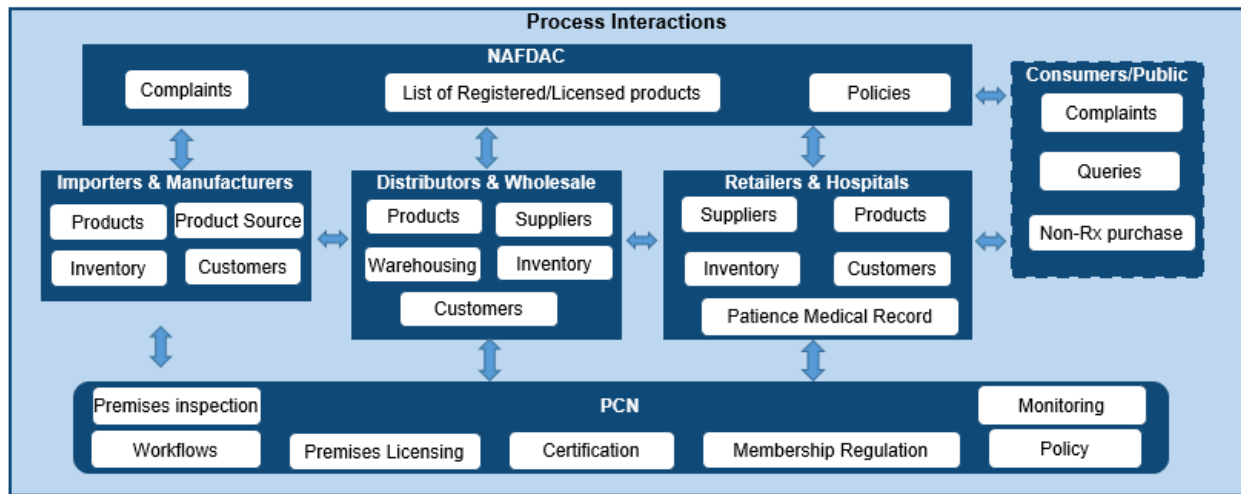 Process Interactions
NAFDAC
Complaints
List of Registered/Licensed products
Policies
Consumers/Public
Complaints
Queries
Non-Rx purchase
Importers & Manufacturers
Products
Product Source
Inventory
Customers
Distributors & Wholesale
Products
Suppliers
Warehousing
Inventory
Customers
Retailers & Hospitals
Suppliers
Products
Inventory
Customers
Patience Medical Record
PCN
Premises inspection
Workflows
Premises Licensing
Certification
Membership Regulation
Monitoring
Policy